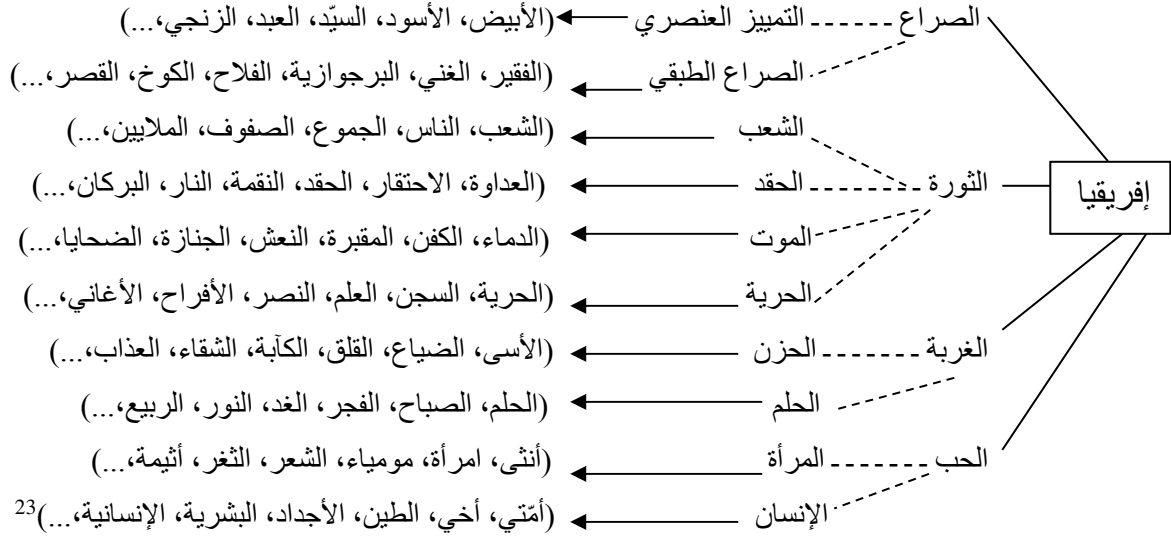 الصراع التمييز العنصري (الأبيض، الأسود، السيّد، العبد، الزنجي،...)
الصراع الطبقي (الفقير، الغني، البرجوازية، الفلاح، الكوخ، القصر،...)
الشعب (الشعب، الناس، الجموع، الصفوف، الملايين،...)
إفريقيا الثورة الحقد (العداوة، الاحتقار، الحقد، النقمة، النار، البركان،...)
الموت (الدماء، الكفن، المقبرة، النعش، الجنازة، الضحايا،...)
الحرية (الحرية، السجن، العلم، النصر، الأفراح، الأغاني،...)
الغربة الحزن (الأسى، الضياع، القلق، الكآبة، الشقاء، العذاب،...)
الحلم (الحلم، الصباح، الفجر، الغد، النور، الربيع،...)
الحب المرأة (أنثى، امرأة، مومياء، الشعر، الثغر، أثيمة،...)
الإنسان (أمّتي، أخي، الطين، الأجداد، البشرية، الإنسانية،...)23